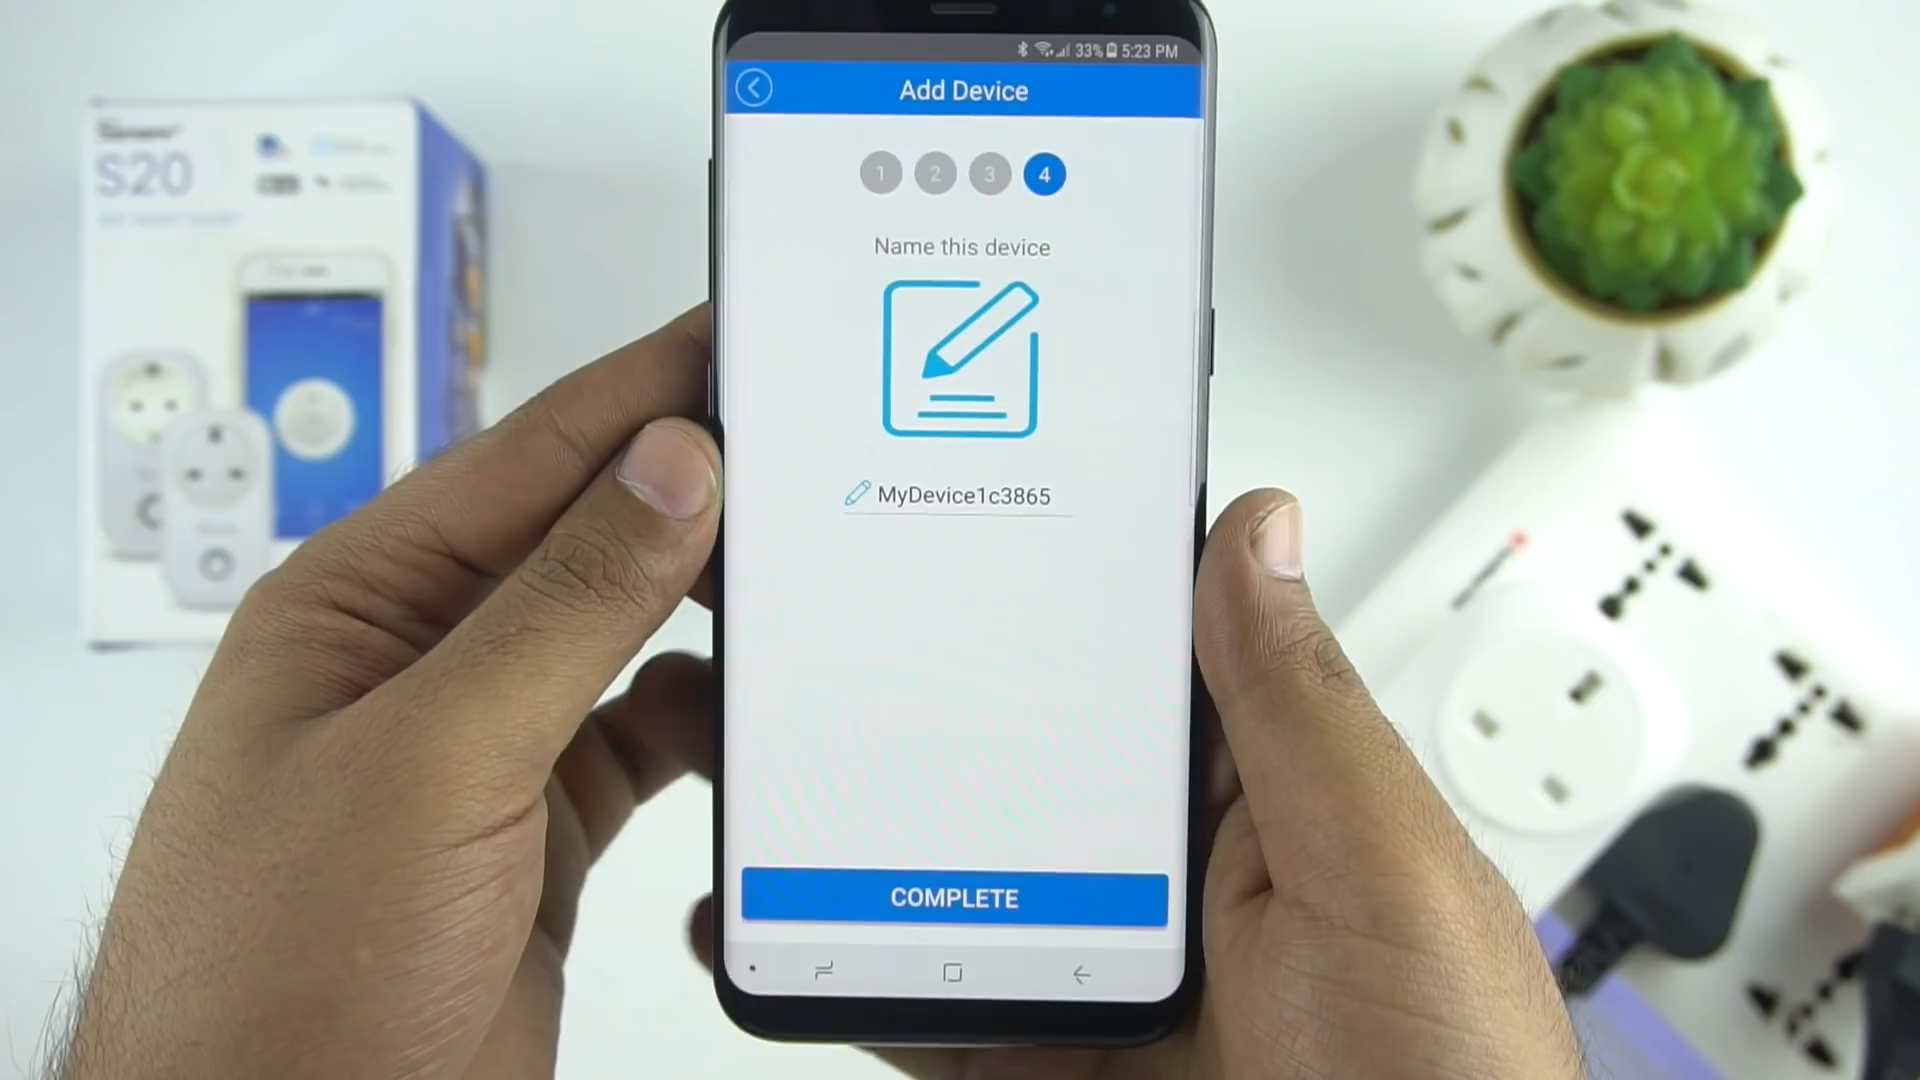 33% 5:23 PM
Add Device
1 2 3 4
Name this device
MyDevice1c3865
COMPLETE
S20